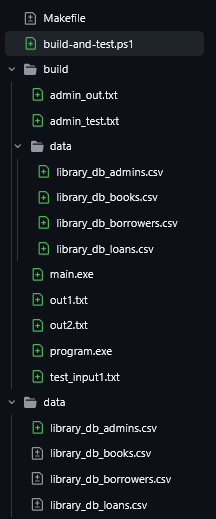 Makefile
build-and-test.ps1
build
admin_out.txt
admin_test.txt
data
library_db_admins.csv
library_db_books.csv
library_db_borrowers.csv
library_db_loans.csv
main.exe
out1.txt
out2.txt
program.exe
test_input1.txt
data
library_db_admins.csv
library_db_books.csv
library_db_borrowers.csv
library_db_loans.csv